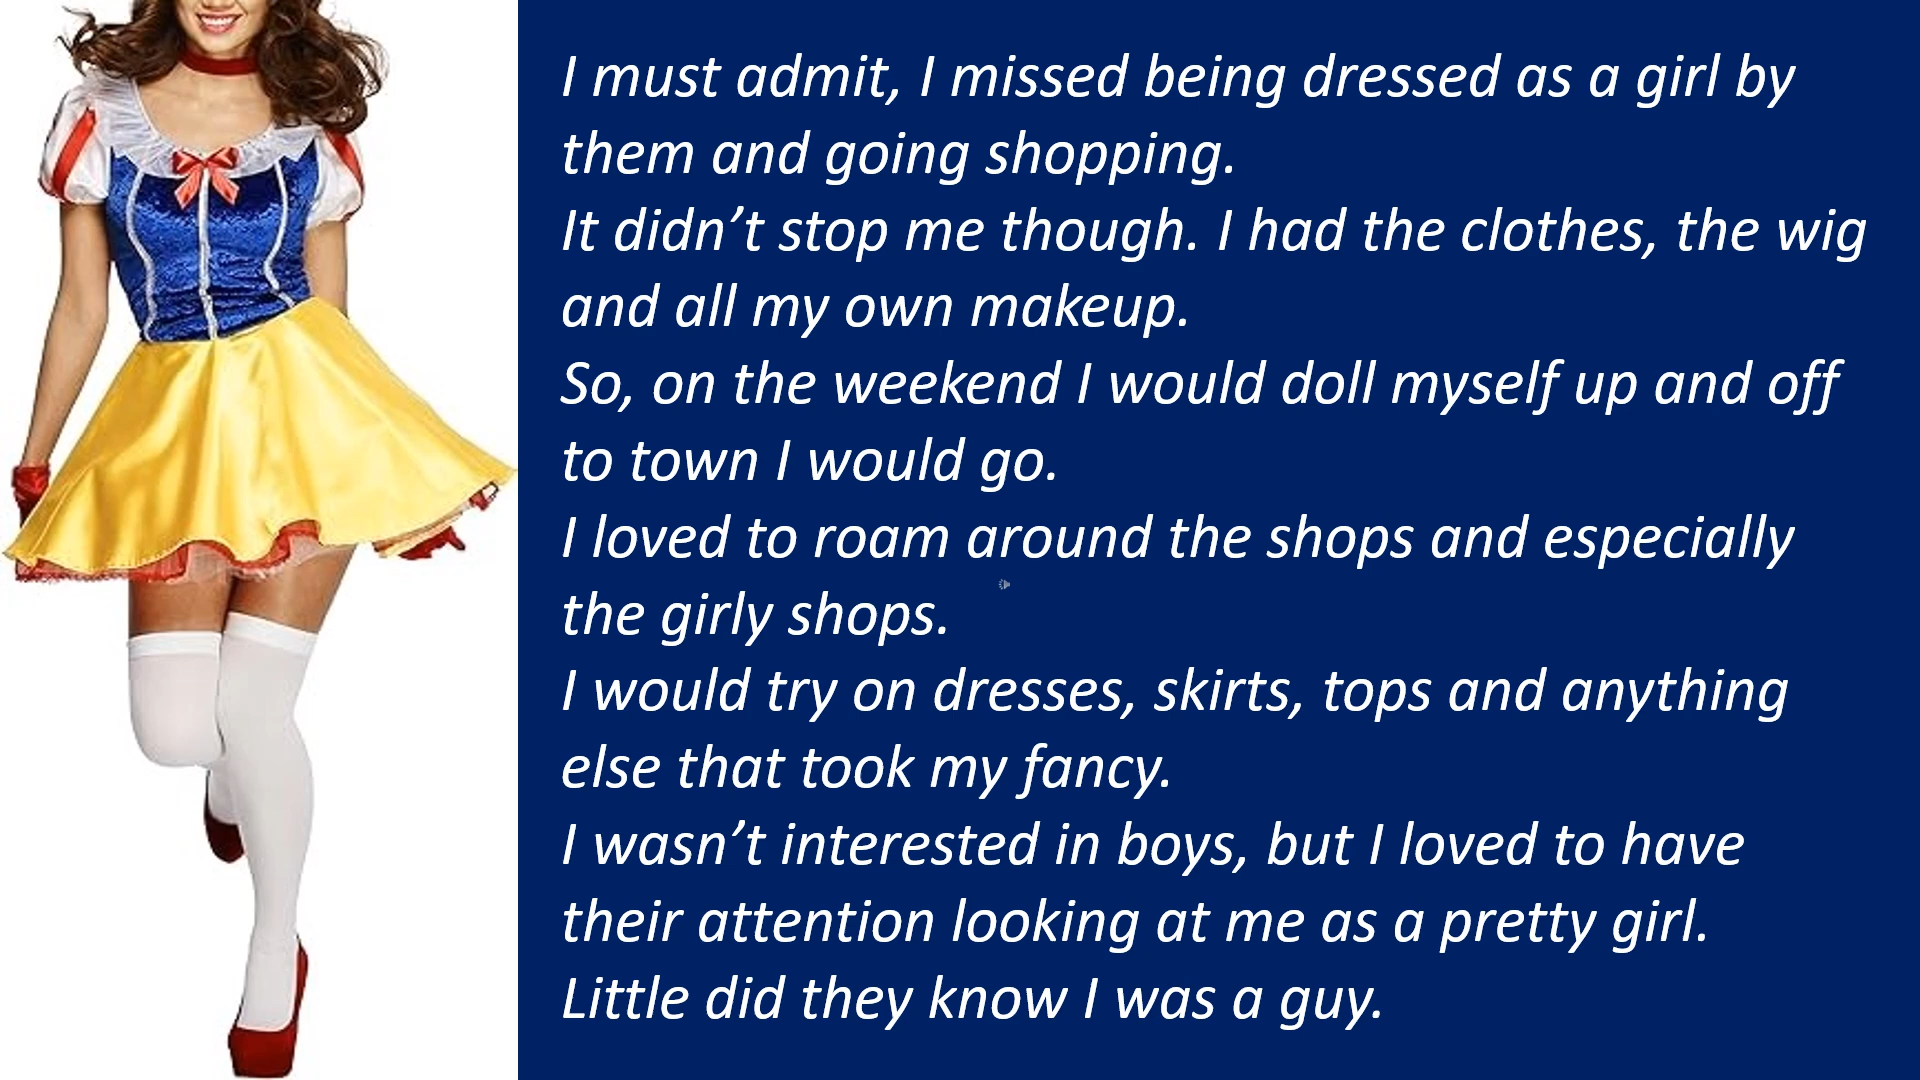 I must admit, I missed being dressed as a girl by
them and going shopping.
It didn’t stop me though. I had the clothes, the wig
and all my own makeup.
So, on the weekend I would doll myself up and off
to town I would go.
I loved to roam around the shops and especially
the girly shops.
I would try on dresses, skirts, tops and anything
else that took my fancy.
I wasn’t interested in boys, but I loved to have
their attention looking at me as a pretty girl.
Little did they know I was a guy.